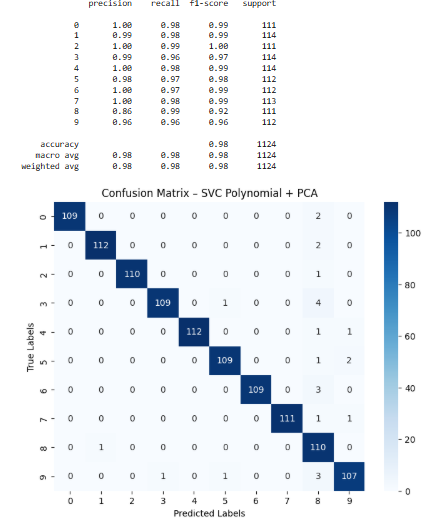 precision recall f1-score support
0 1.00 0.98 0.99 111
1 0.99 0.98 0.99 114
2 1.00 0.99 1.00 111
3 0.99 0.96 0.97 114
4 1.00 0.98 0.99 114
5 0.98 0.97 0.98 112
6 1.00 0.97 0.99 112
7 1.00 0.98 0.99 113
8 0.86 0.99 0.92 111
9 0.96 0.96 0.96 112
accuracy 0.98 1124
macro avg 0.98 0.98 0.98 1124
weighted avg 0.98 0.98 0.98 1124
Confusion Matrix – SVC Polynomial + PCA
True Labels
0 109 0 0 0 0 0 0 0 2 0
1 0 112 0 0 0 0 0 0 2 0
2 0 0 110 0 0 0 0 0 1 0
3 0 0 0 109 0 1 0 0 4 0
4 0 0 0 0 112 0 0 0 1 1
5 0 0 0 0 0 109 0 0 1 2
6 0 0 0 0 0 0 109 0 3 0
7 0 0 0 0 0 0 0 111 1 1
8 0 1 0 0 0 0 0 0 110 0
9 0 0 0 1 0 1 0 0 3 107
0 1 2 3 4 5 6 7 8 9
Predicted Labels
100
80
60
40
20
0